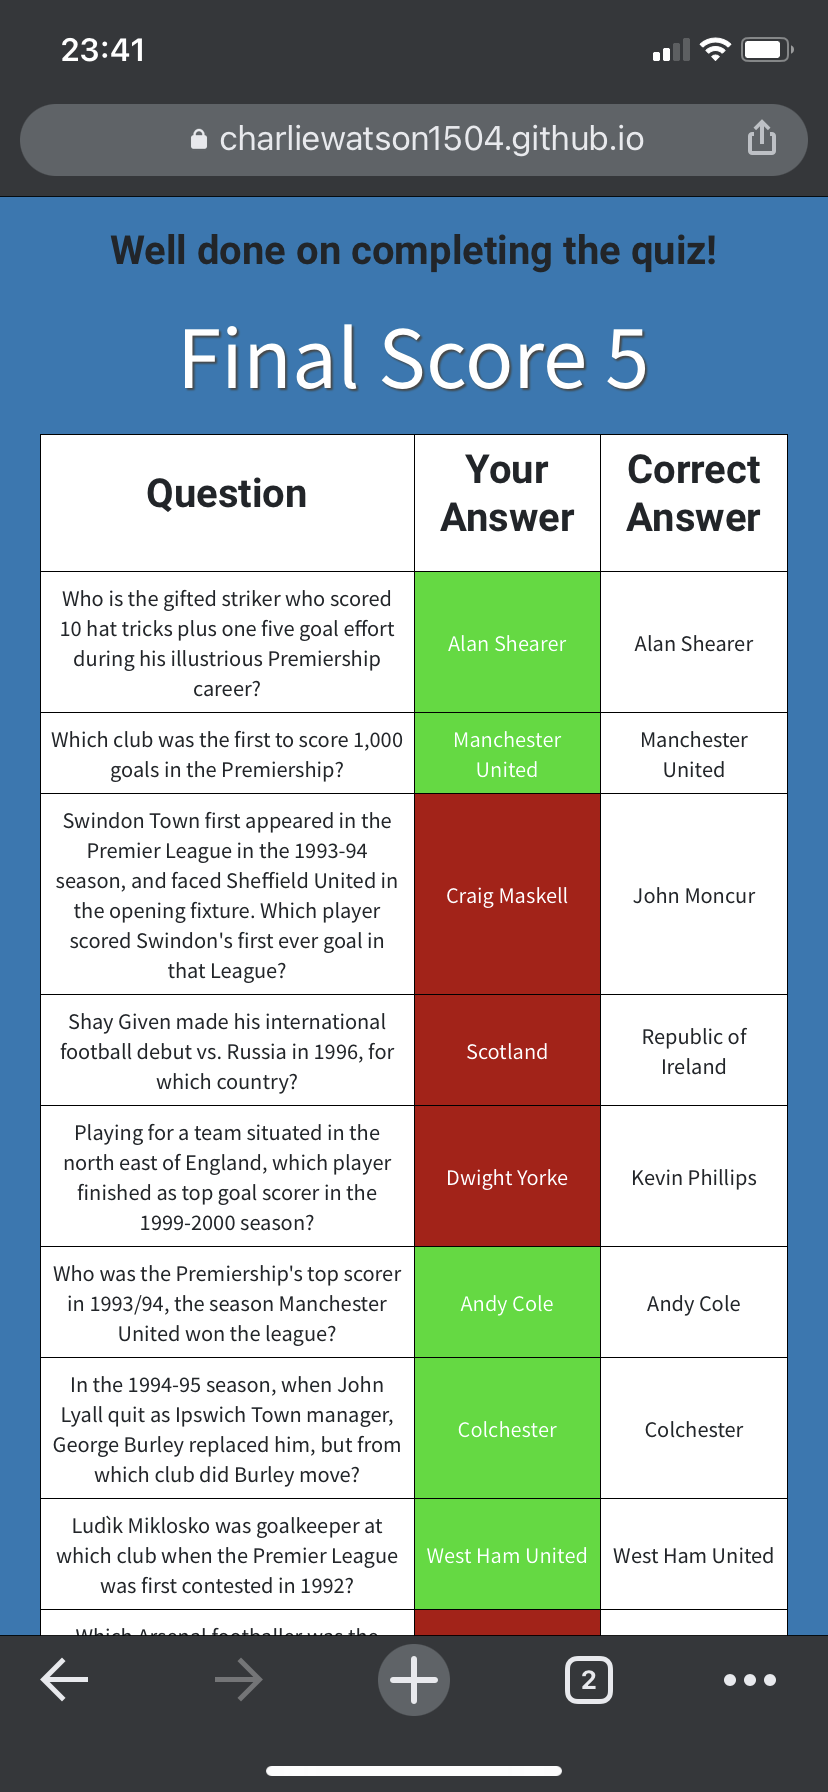 23:41
charliewatson1504.github.io
Well done on completing the quiz!
Final Score 5
Question
Your
Answer
Correct
Answer
Who is the gifted striker who scored
10 hat tricks plus one five goal effort
during his illustrious Premiership
career?
Alan Shearer
Alan Shearer
Which club was the first to score 1,000
goals in the Premiership?
Manchester
United
Manchester
United
Swindon Town first appeared in the
Premier League in the 1993-94
season, and faced Sheffield United in
the opening fixture. Which player
scored Swindon's first ever goal in
that League?
Craig Maskell
John Moncur
Shay Given made his international
football debut vs. Russia in 1996, for
which country?
Scotland
Republic of
Ireland
Playing for a team situated in the
north east of England, which player
finished as top goal scorer in the
1999-2000 season?
Dwight Yorke
Kevin Phillips
Who was the Premiership's top scorer
in 1993/94, the season Manchester
United won the league?
Andy Cole
Andy Cole
In the 1994-95 season, when John
Lyall quit as Ipswich Town manager,
George Burley replaced him, but from
which club did Burley move?
Colchester
Colchester
Ludìk Miklosko was goalkeeper at
which club when the Premier League
was first contested in 1992?
West Ham United
West Ham United
Which Arsenal footballer was the
2